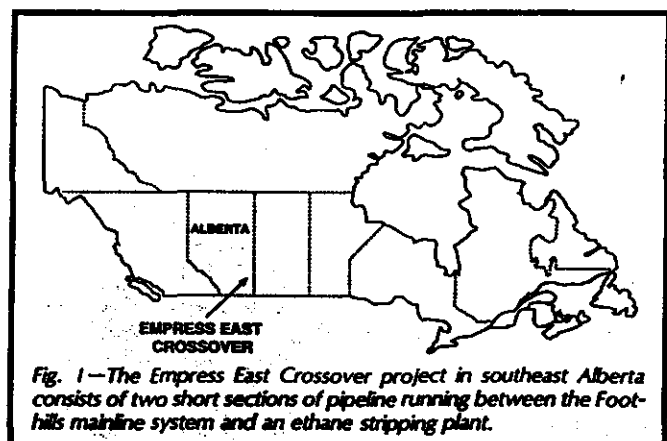 ALBERTA
EMPRESS EAST
CROSSOVER
Fig. 1—The Empress East Crossover project in southeast Alberta
consists of two short sections of pipeline running between the Foot-
hills mainline system and an ethane stripping plant.